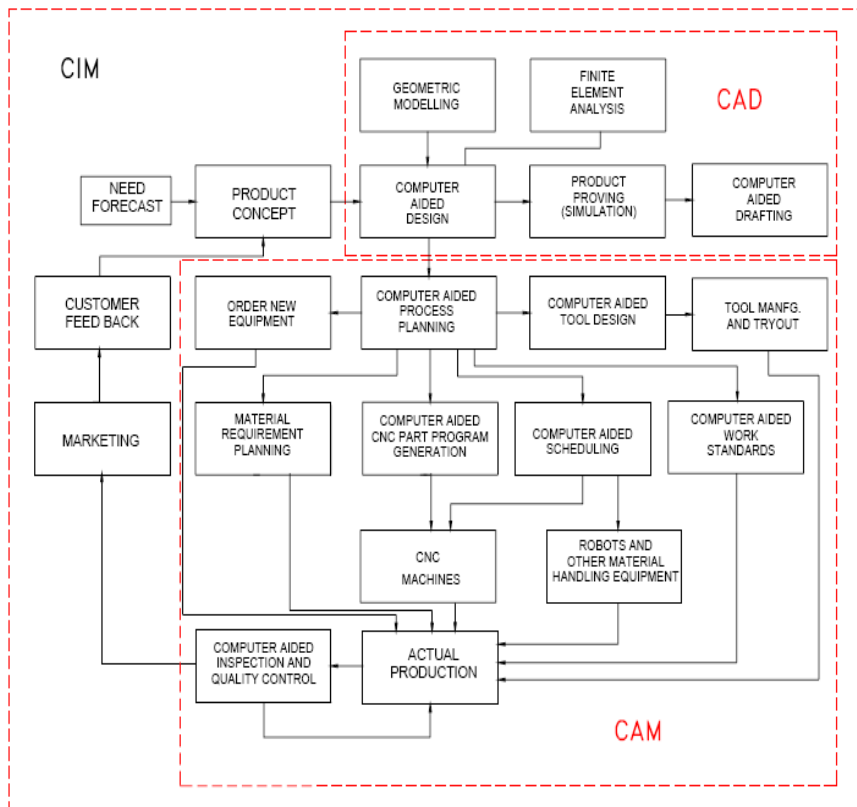 CIM
GEOMETRIC
MODELLING
FINITE
ELEMENT
ANALYSIS
CAD
NEED
FORECAST
PRODUCT
CONCEPT
COMPUTER
AIDED
DESIGN
PRODUCT
PROVING
(SIMULATION)
COMPUTER
AIDED
DRAFTING
CUSTOMER
FEED BACK
ORDER NEW
EQUIPMENT
COMPUTER AIDED
PROCESS
PLANNING
COMPUTER AIDED
TOOL DESIGN
TOOL MANFG.
AND TRYOUT
MARKETING
MATERIAL
REQUIREMENT
PLANNING
COMPUTER AIDED
CNC PART PROGRAM
GENERATION
COMPUTER AIDED
SCHEDULING
COMPUTER AIDED
WORK
STANDARDS
CNC
MACHINES
ROBOTS AND
OTHER MATERIAL
HANDLING EQUIPMENT
COMPUTER AIDED
INSPECTION AND
QUALITY CONTROL
ACTUAL
PRODUCTION
CAM